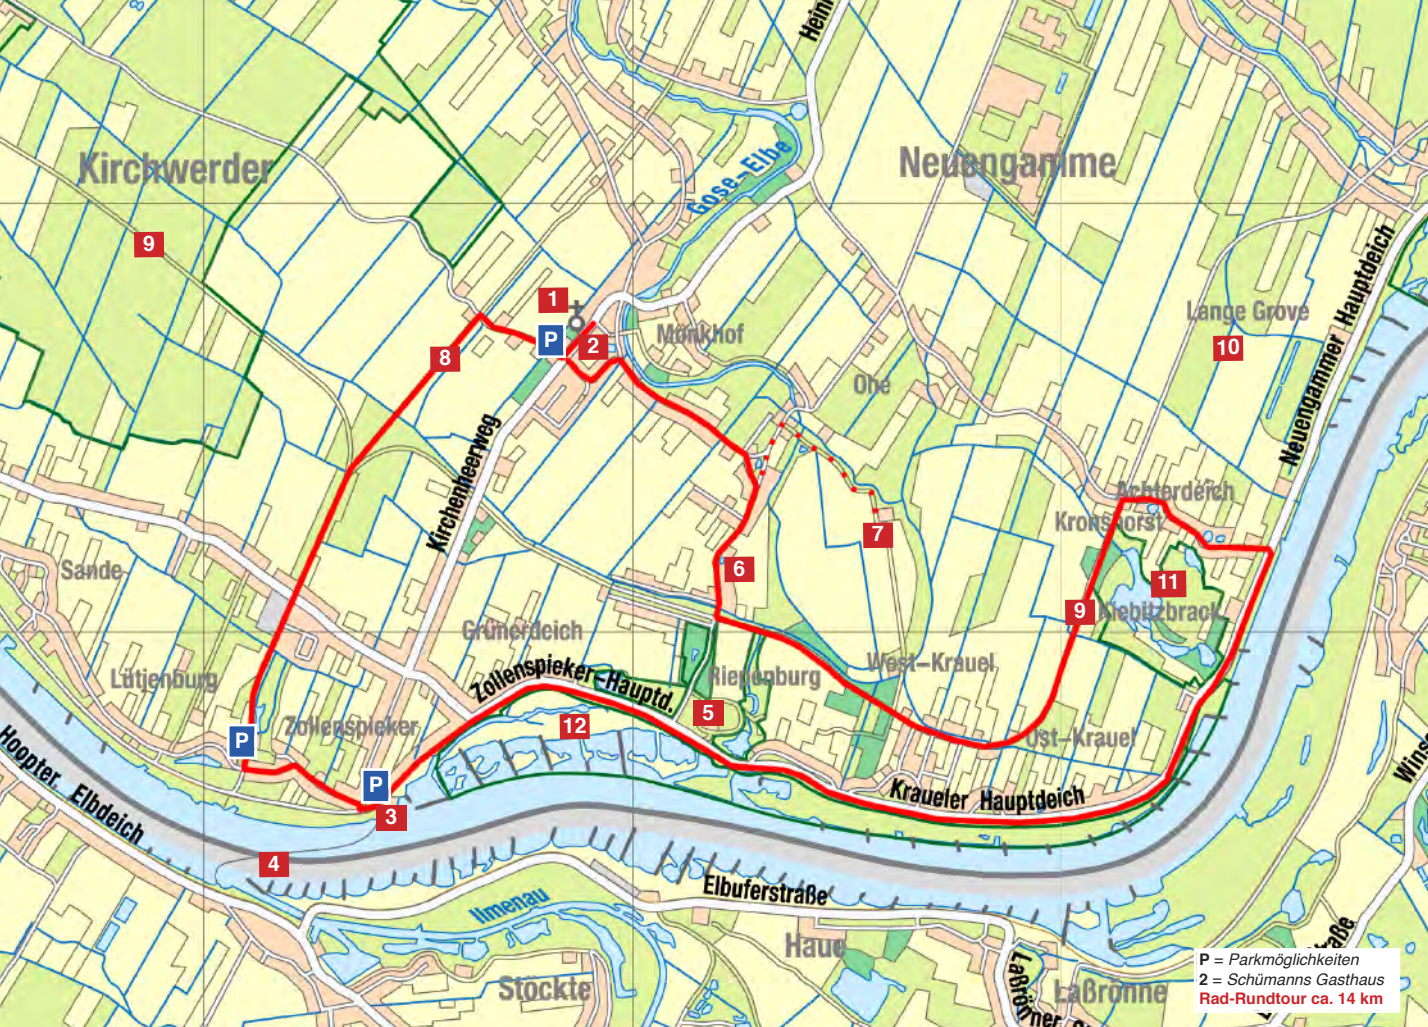 Kirchwerder
Neuengamme
Gose-Elbe
9
Neuengammer Hauptdeich
1
Lange Grove
P
2
Mönkhof
10
8
Ohe
Kirchenheerweg
Achterdeich
Kronshorst
7
6
11
Sande
9
Kiebitzbrack
Grünerdeich
West-Krauel
Lütjenburg
Zollenspieker-Hauptd.
Riepenburg
5
12
Zollenspieker
Ost-Krauel
P
P
Hoopter Elbdeich
Kraueler Hauptdeich
3
4
Elbuferstraße
Ilmenau
Haue
Stöckte
Laßrönne
Laßrönner
P = Parkmöglichkeiten
2 = Schümanns Gasthaus
Rad-Rundtour ca. 14 km